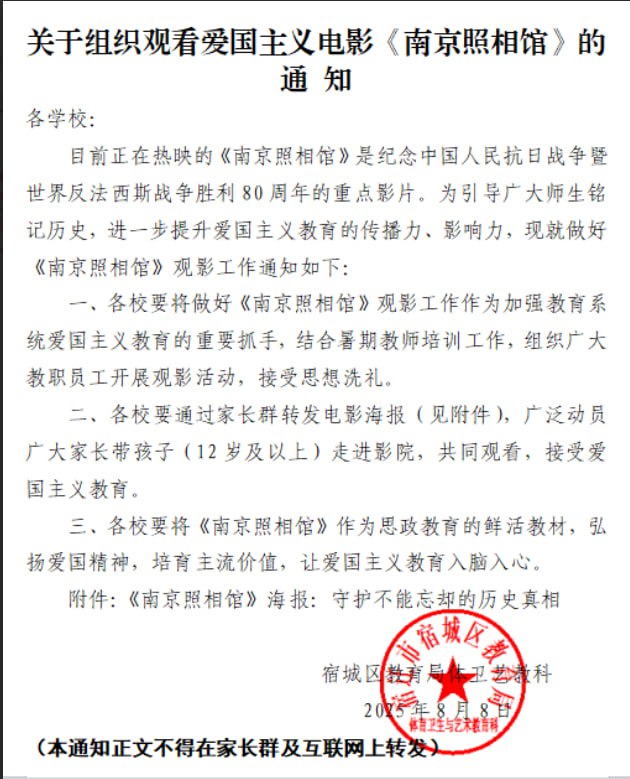 关于组织观看爱国主义电影《南京照相馆》的
通 知
各学校：
目前正在热映的《南京照相馆》是纪念中国人民抗日战争暨
世界反法西斯战争胜利 80 周年的重点影片。为引导广大师生铭
记历史，进一步提升爱国主义教育的传播力、影响力，现就做好
《南京照相馆》观影工作通知如下：
一、各校要将做好《南京照相馆》观影工作作为加强教育系
统爱国主义教育的重要抓手，结合暑期教师培训工作，组织广大
教职员工开展观影活动，接受思想洗礼。
二、各校要通过家长群转发电影海报（见附件），广泛动员
广大家长带孩子（12 岁及以上）走进影院，共同观看，接受爱
国主义教育。
三、各校要将《南京照相馆》作为思政教育的鲜活教材，弘
扬爱国精神，培育主流价值，让爱国主义教育入脑入心。
附件：《南京照相馆》海报：守护不能忘却的历史真相
宿城区教育局体卫艺教科
2025 年 8 月 8 日
市宿城区教育局
体育卫生与艺术教育科
（本通知正文不得在家长群及互联网上转发）